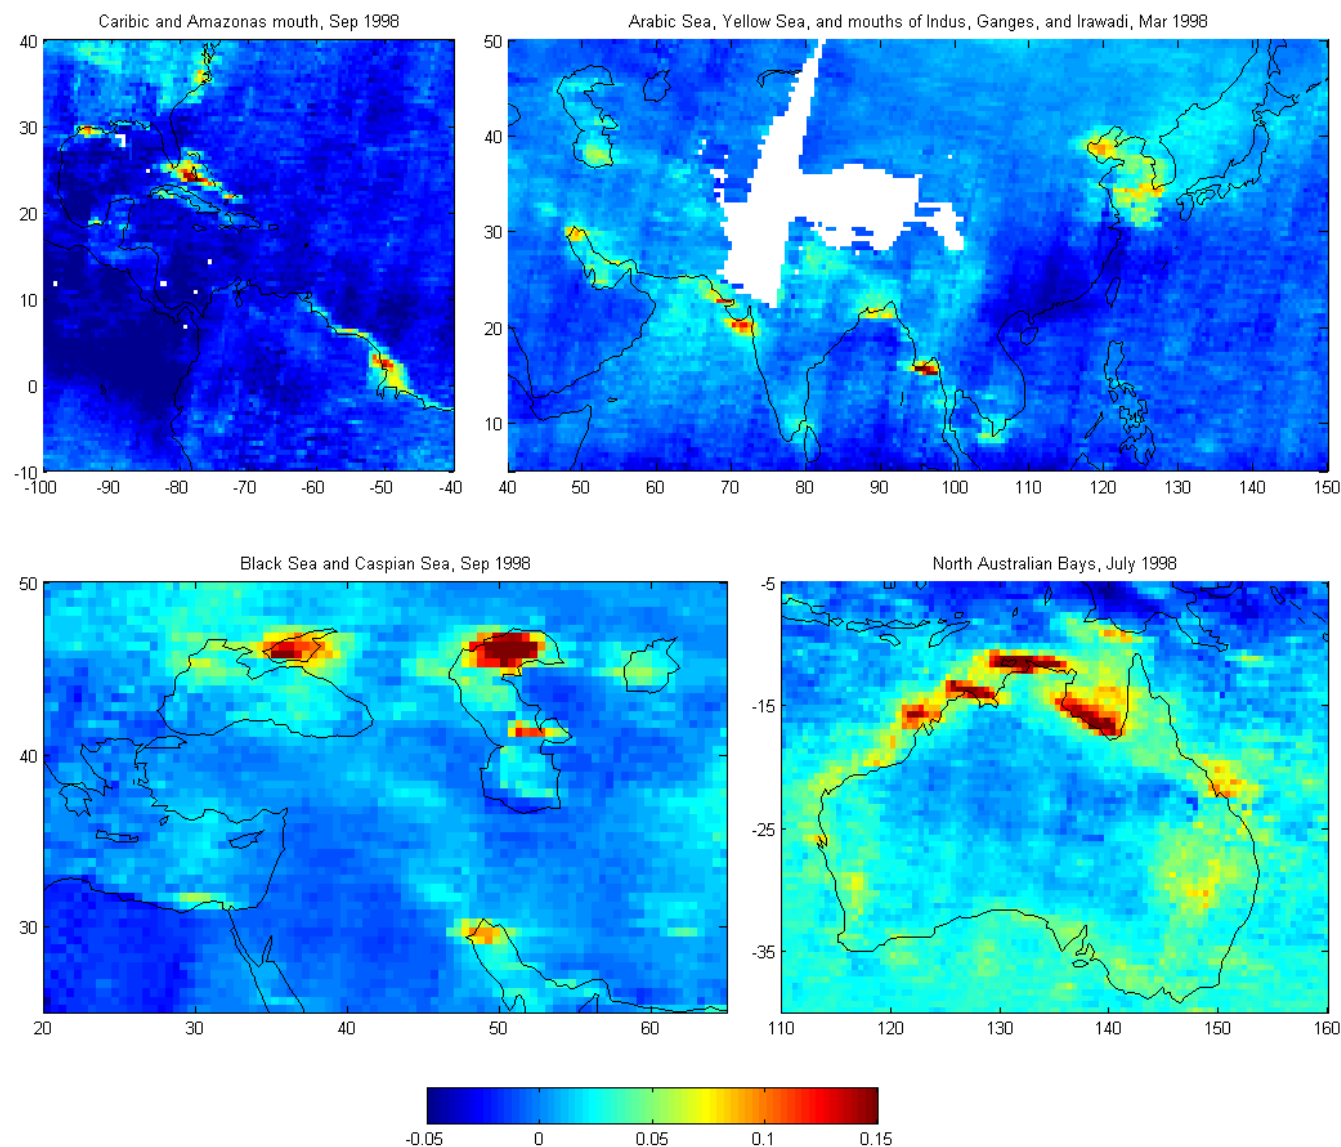 Caribic and Amazonas mouth, Sep 1998
Arabic Sea, Yellow Sea, and mouths of Indus, Ganges, and Irawadi, Mar 1998
40
30
20
10
0
-10
-100 -90 -80 -70 -60 -50 -40
50
40
30
20
10
40 50 60 70 80 90 100 110 120 130 140 150
Black Sea and Caspian Sea, Sep 1998
North Australian Bays, July 1998
50
40
30
20 30 40 50 60
-5
-15
-25
-35
110 120 130 140 150 160
-0.05 0 0.05 0.1 0.15